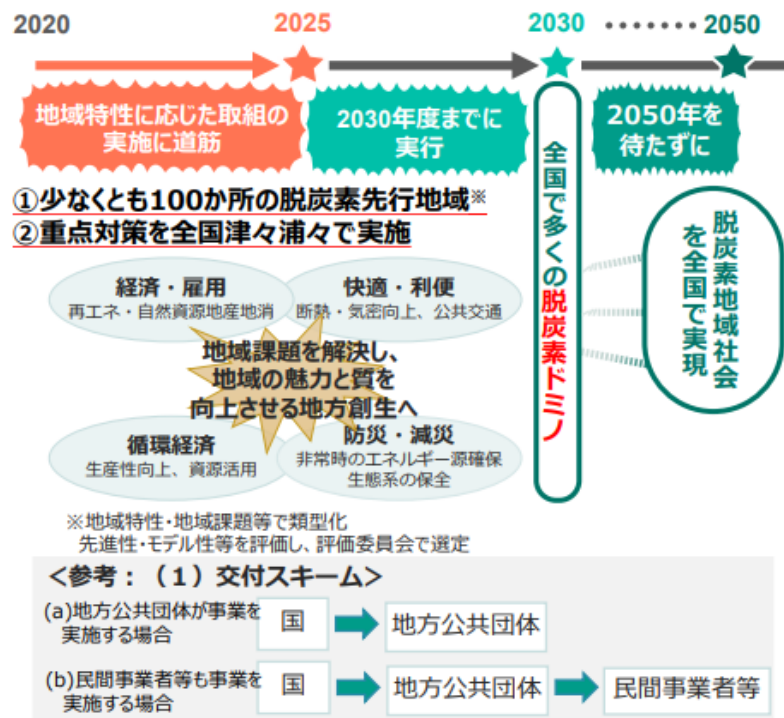 2020 2025 2030 ・・・・・・・ 2050
地域特性に応じた取組の
実施に道筋
2030年度までに
実行
2050年を
待たずに
①少なくとも100か所の脱炭素先行地域※
②重点対策を全国津々浦々で実施
経済・雇用
再エネ・自然資源地産地消
快適・利便
断熱・気密向上、公共交通
地域課題を解決し、
地域の魅力と質を
向上させる地方創生へ
循環経済
生産性向上、資源活用
防災・減災
非常時のエネルギー源確保
生態系の保全
全国で多くの脱炭素ドミノ
脱炭素地域社会
を全国で実現
※地域特性・地域課題等で類型化
先進性・モデル性等を評価し、評価委員会で選定
＜参考：（１）交付スキーム＞
(a)地方公共団体が事業を
実施する場合
国
地方公共団体
(b)民間事業者等も事業を
実施する場合
国
地方公共団体
民間事業者等